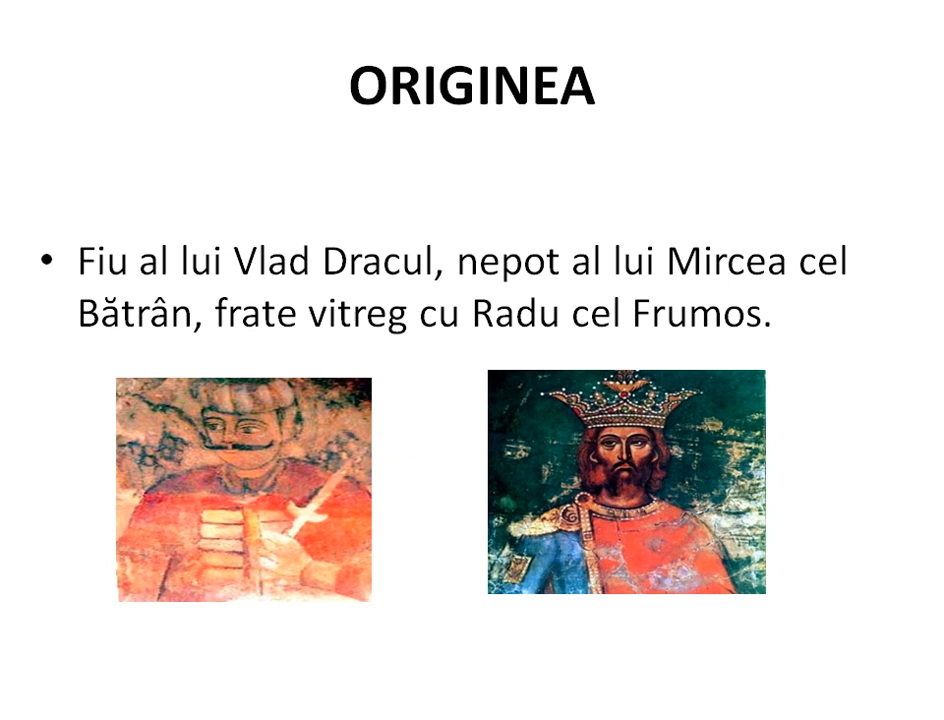 ORIGINEA
• Fiu al lui Vlad Dracul, nepot al lui Mircea cel
Bătrân, frate vitreg cu Radu cel Frumos.